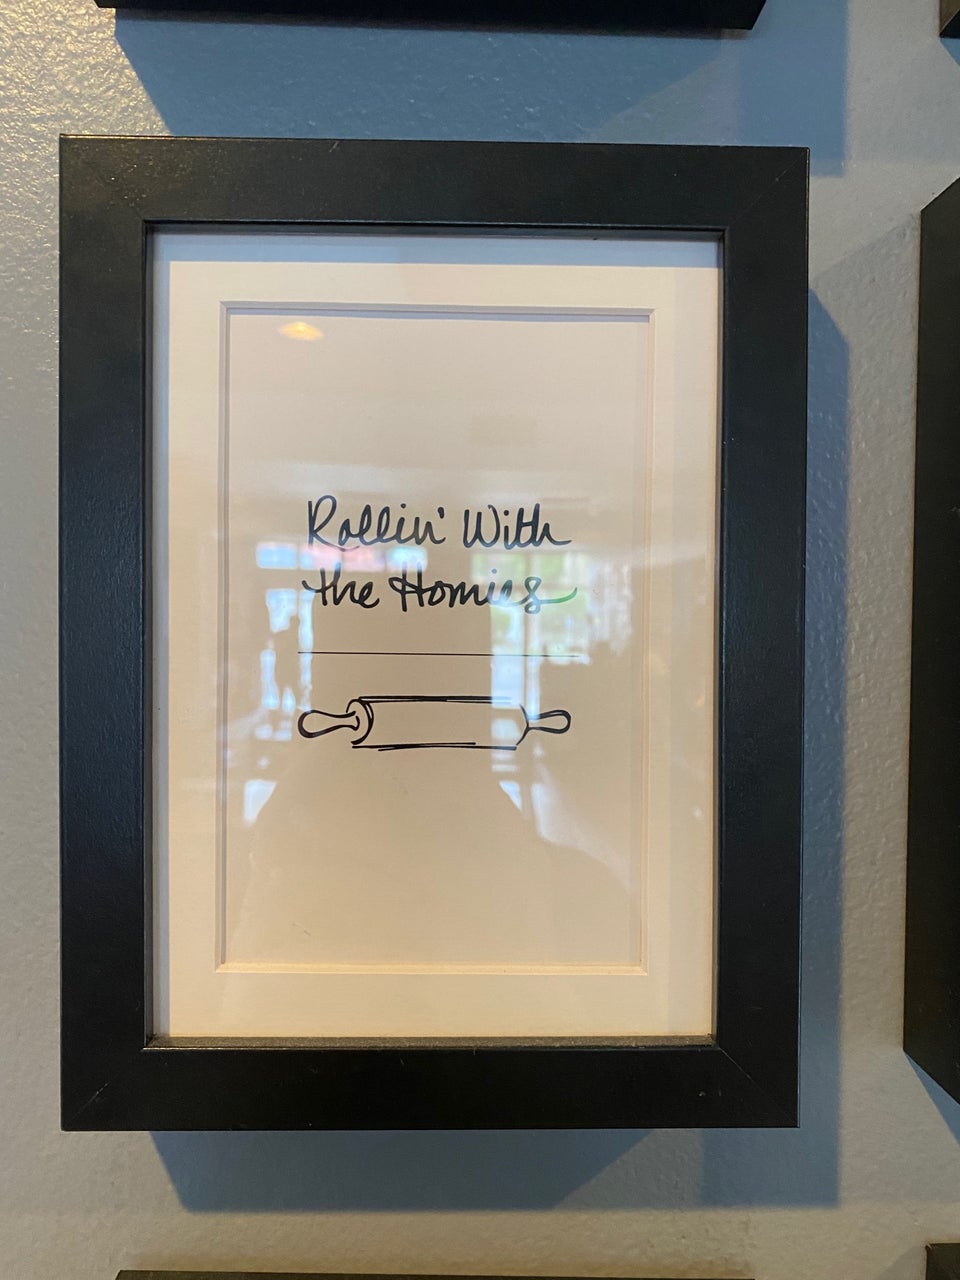 Rollin' With
the Homies